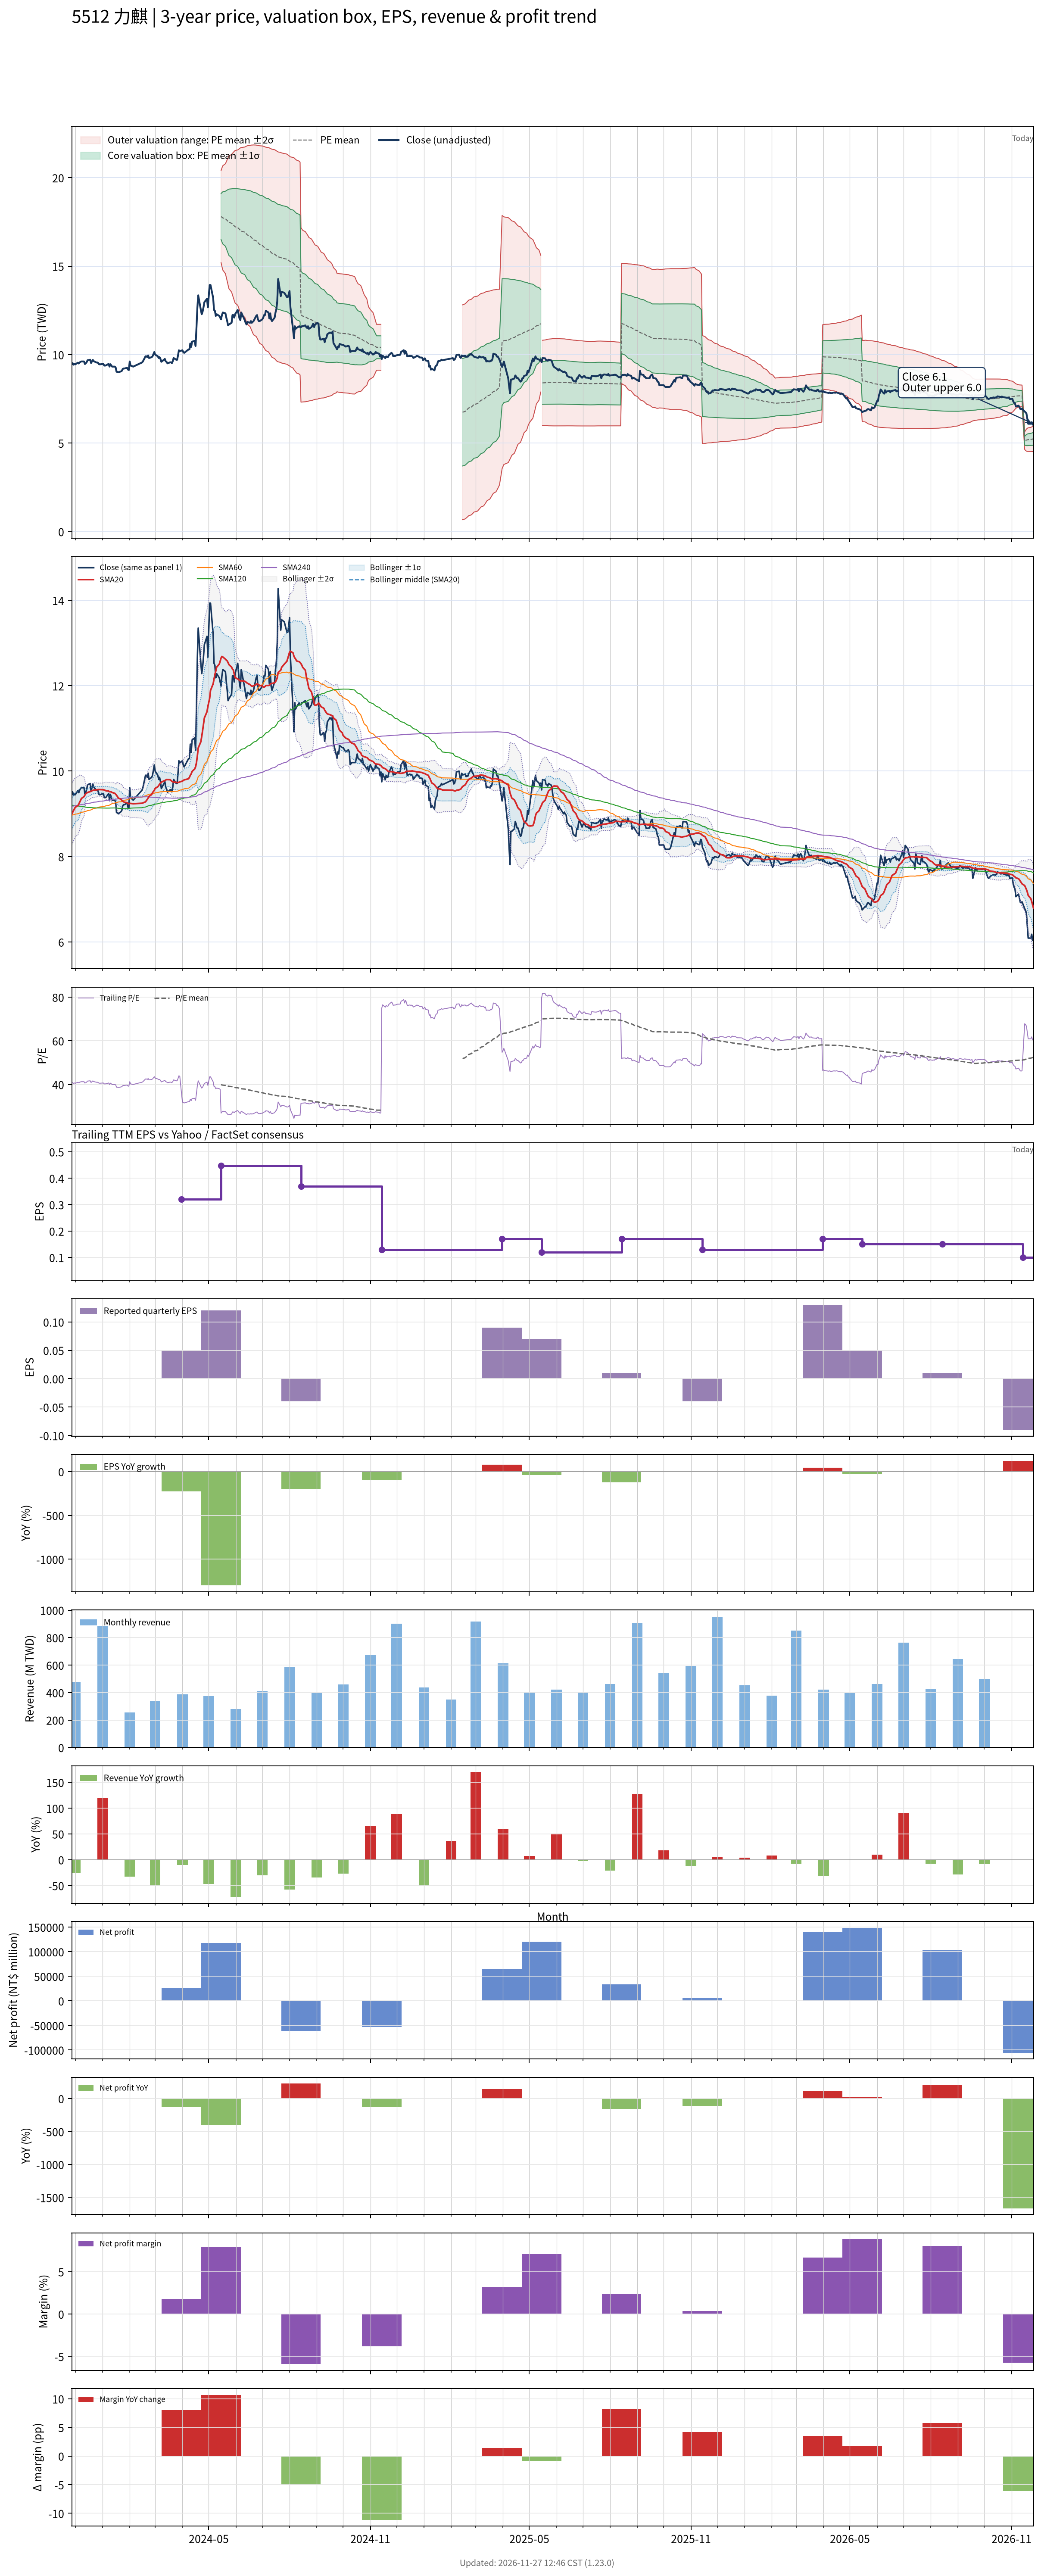 5512 力麒 | 3-year price, valuation box, EPS, revenue & profit trend
Outer valuation range: PE mean ±2σ
PE mean
Close (unadjusted)
Core valuation box: PE mean ±1σ
Today
20
15
10
5
0
Price (TWD)
Close 6.1
Outer upper 6.0
Close (same as panel 1)
SMA60
SMA240
Bollinger ±1σ
SMA20
SMA120
Bollinger ±2σ
Bollinger middle (SMA20)
14
12
10
8
6
Price
Trailing P/E
P/E mean
80
60
40
P/E
Trailing TTM EPS vs Yahoo / FactSet consensus
Today
0.5
0.4
0.3
0.2
0.1
EPS
Reported quarterly EPS
0.10
0.05
0.00
-0.05
-0.10
EPS
EPS YoY growth
0
-500
-1000
YoY (%)
Monthly revenue
1000
800
600
400
200
0
Revenue (M TWD)
Revenue YoY growth
150
100
50
0
-50
YoY (%)
Month
Net profit
150000
100000
50000
0
-50000
-100000
Net profit (NT$ million)
Net profit YoY
0
-500
-1000
-1500
YoY (%)
Net profit margin
5
0
-5
Margin (%)
Margin YoY change
10
5
0
-5
-10
Δ margin (pp)
2024-05
2024-11
2025-05
2025-11
2026-05
2026-11
Updated: 2026-11-27 12:46 CST (1.23.0)